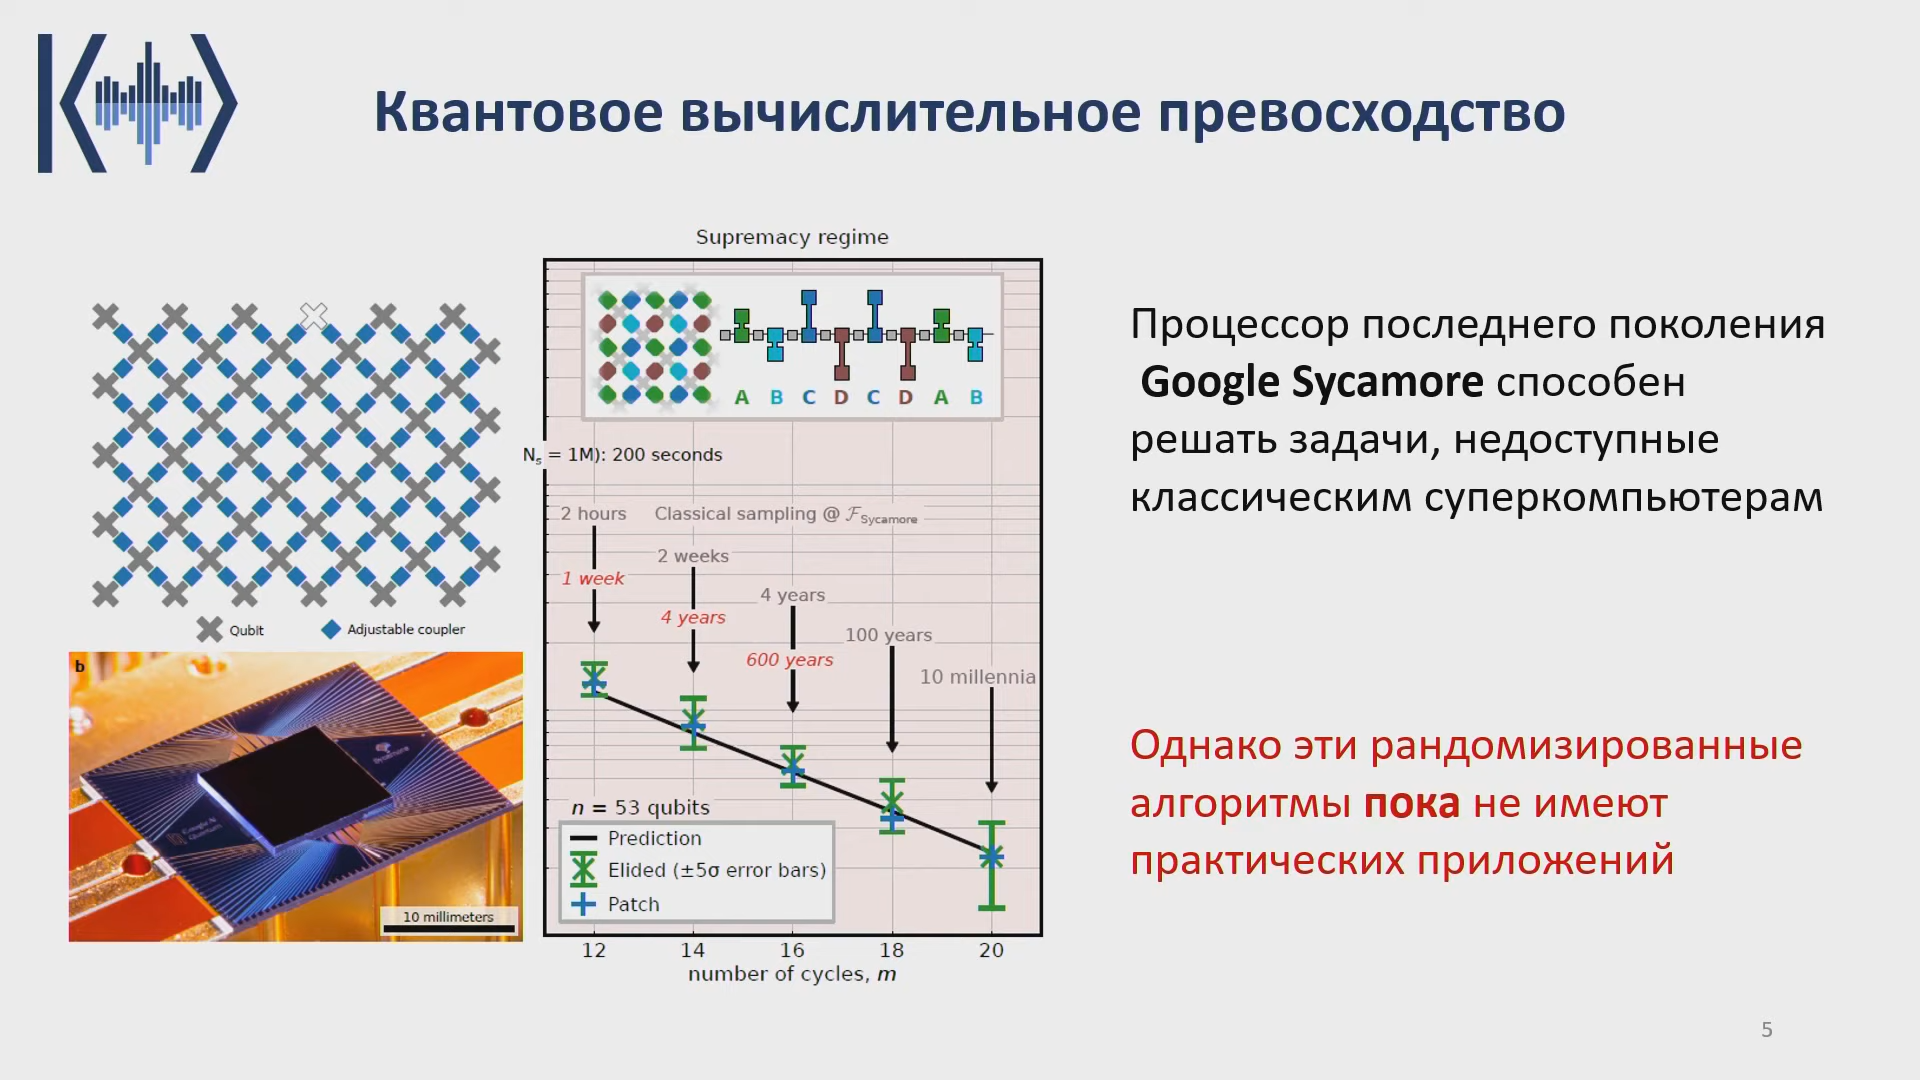 Квантовое вычислительное превосходство
Qubit
Adjustable coupler
b
10 millimeters
Supremacy regime
A B C D C D A B
Nₛ = 1M): 200 seconds
2 hours
Classical sampling @ ℱSycamore
2 weeks
1 week
4 years
4 years
100 years
600 years
10 millennia
n = 53 qubits
Prediction
Elided (±5σ error bars)
Patch
12 14 16 18 20
number of cycles, m
Процессор последнего поколения
Google Sycamore способен
решать задачи, недоступные
классическим суперкомпьютерам
Однако эти рандомизированные
алгоритмы пока не имеют
практических приложений
5